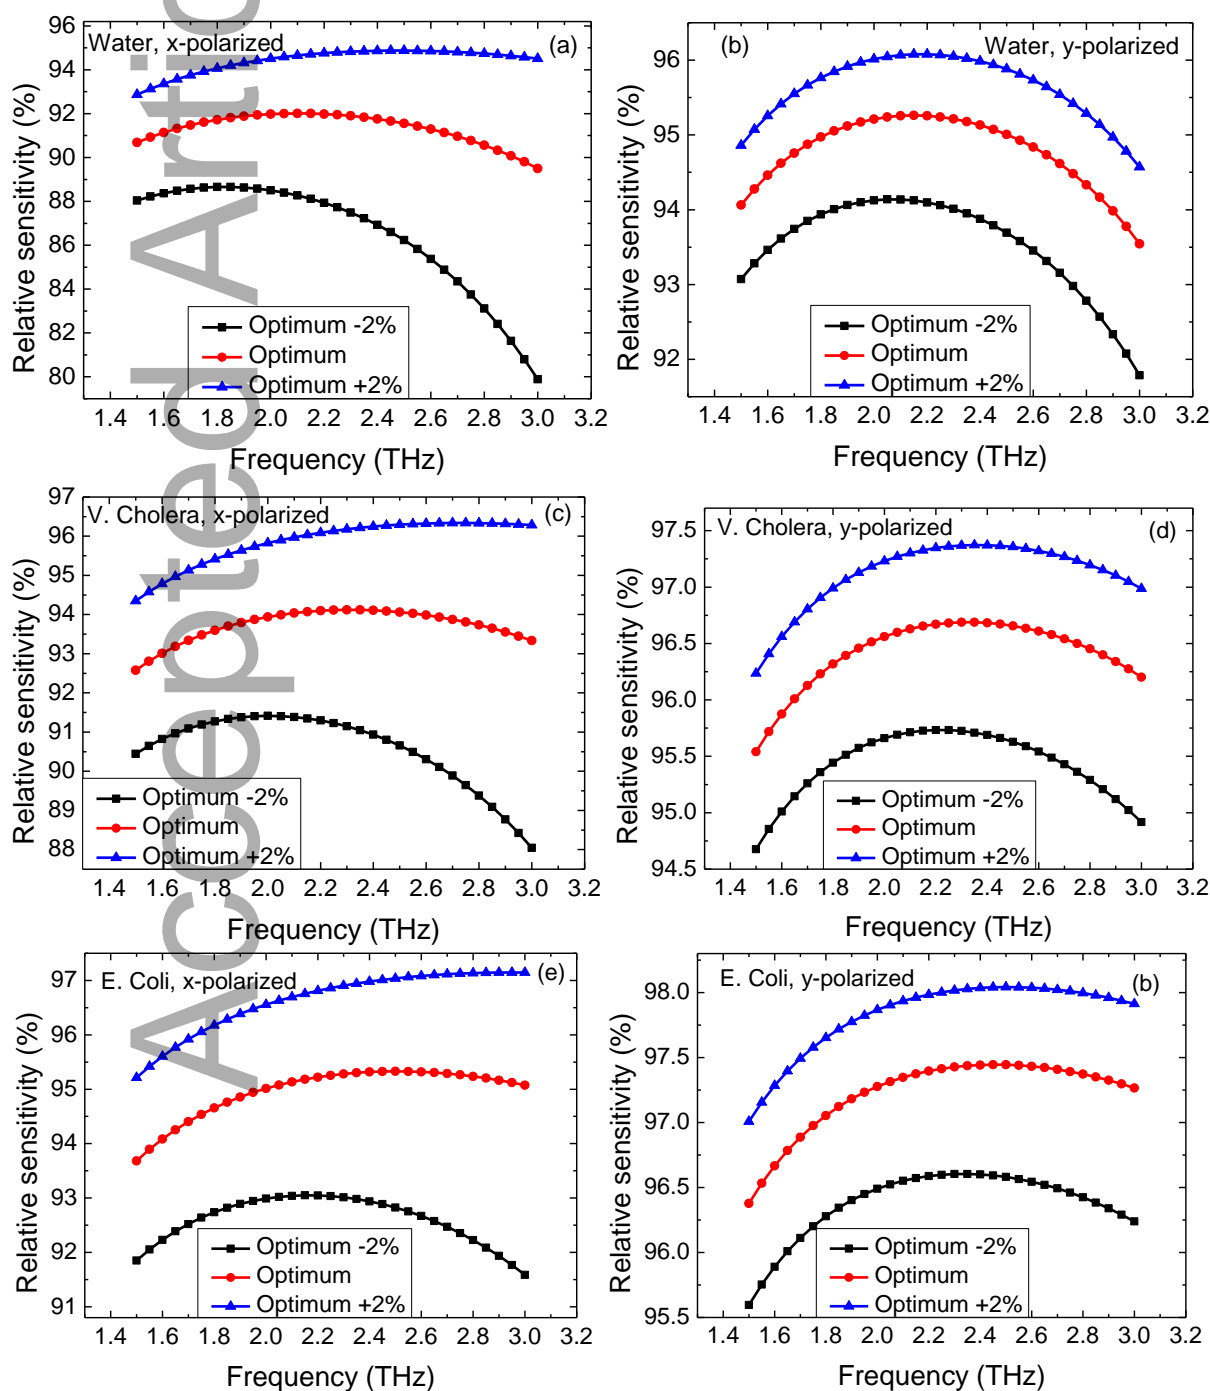 Accepted Article
Water, x-polarized
(a)
Relative sensitivity (%)
96
94
92
90
88
86
84
82
80
Optimum -2%
Optimum
Optimum +2%
1.4 1.6 1.8 2.0 2.2 2.4 2.6 2.8 3.0 3.2
Frequency (THz)
(b)
Water, y-polarized
Relative sensitivity (%)
96
95
94
93
92
Optimum -2%
Optimum
Optimum +2%
1.4 1.6 1.8 2.0 2.2 2.4 2.6 2.8 3.0 3.2
Frequency (THz)
V. Cholera, x-polarized
(c)
Relative sensitivity (%)
97
96
95
94
93
91
90
89
88
Optimum -2%
Optimum
Optimum +2%
1.4 1.6 1.8 2.0 2.2 2.4 2.6 2.8 3.0 3.2
Frequency (THz)
V. Cholera, y-polarized
(d)
Relative sensitivity (%)
97.5
97.0
96.5
96.0
95.5
95.0
94.5
Optimum -2%
Optimum
Optimum +2%
1.4 1.6 1.8 2.0 2.2 2.4 2.6 2.8 3.0 3.2
Frequency (THz)
E. Coli, x-polarized
(e)
Relative sensitivity (%)
97
96
95
94
93
92
91
Optimum -2%
Optimum
Optimum +2%
1.4 1.6 1.8 2.0 2.2 2.4 2.6 2.8 3.0 3.2
Frequency (THz)
E. Coli, y-polarized
(b)
Relative sensitivity (%)
98.0
97.5
97.0
96.5
96.0
95.5
Optimum -2%
Optimum
Optimum +2%
1.4 1.6 1.8 2.0 2.2 2.4 2.6 2.8 3.0 3.2
Frequency (THz)